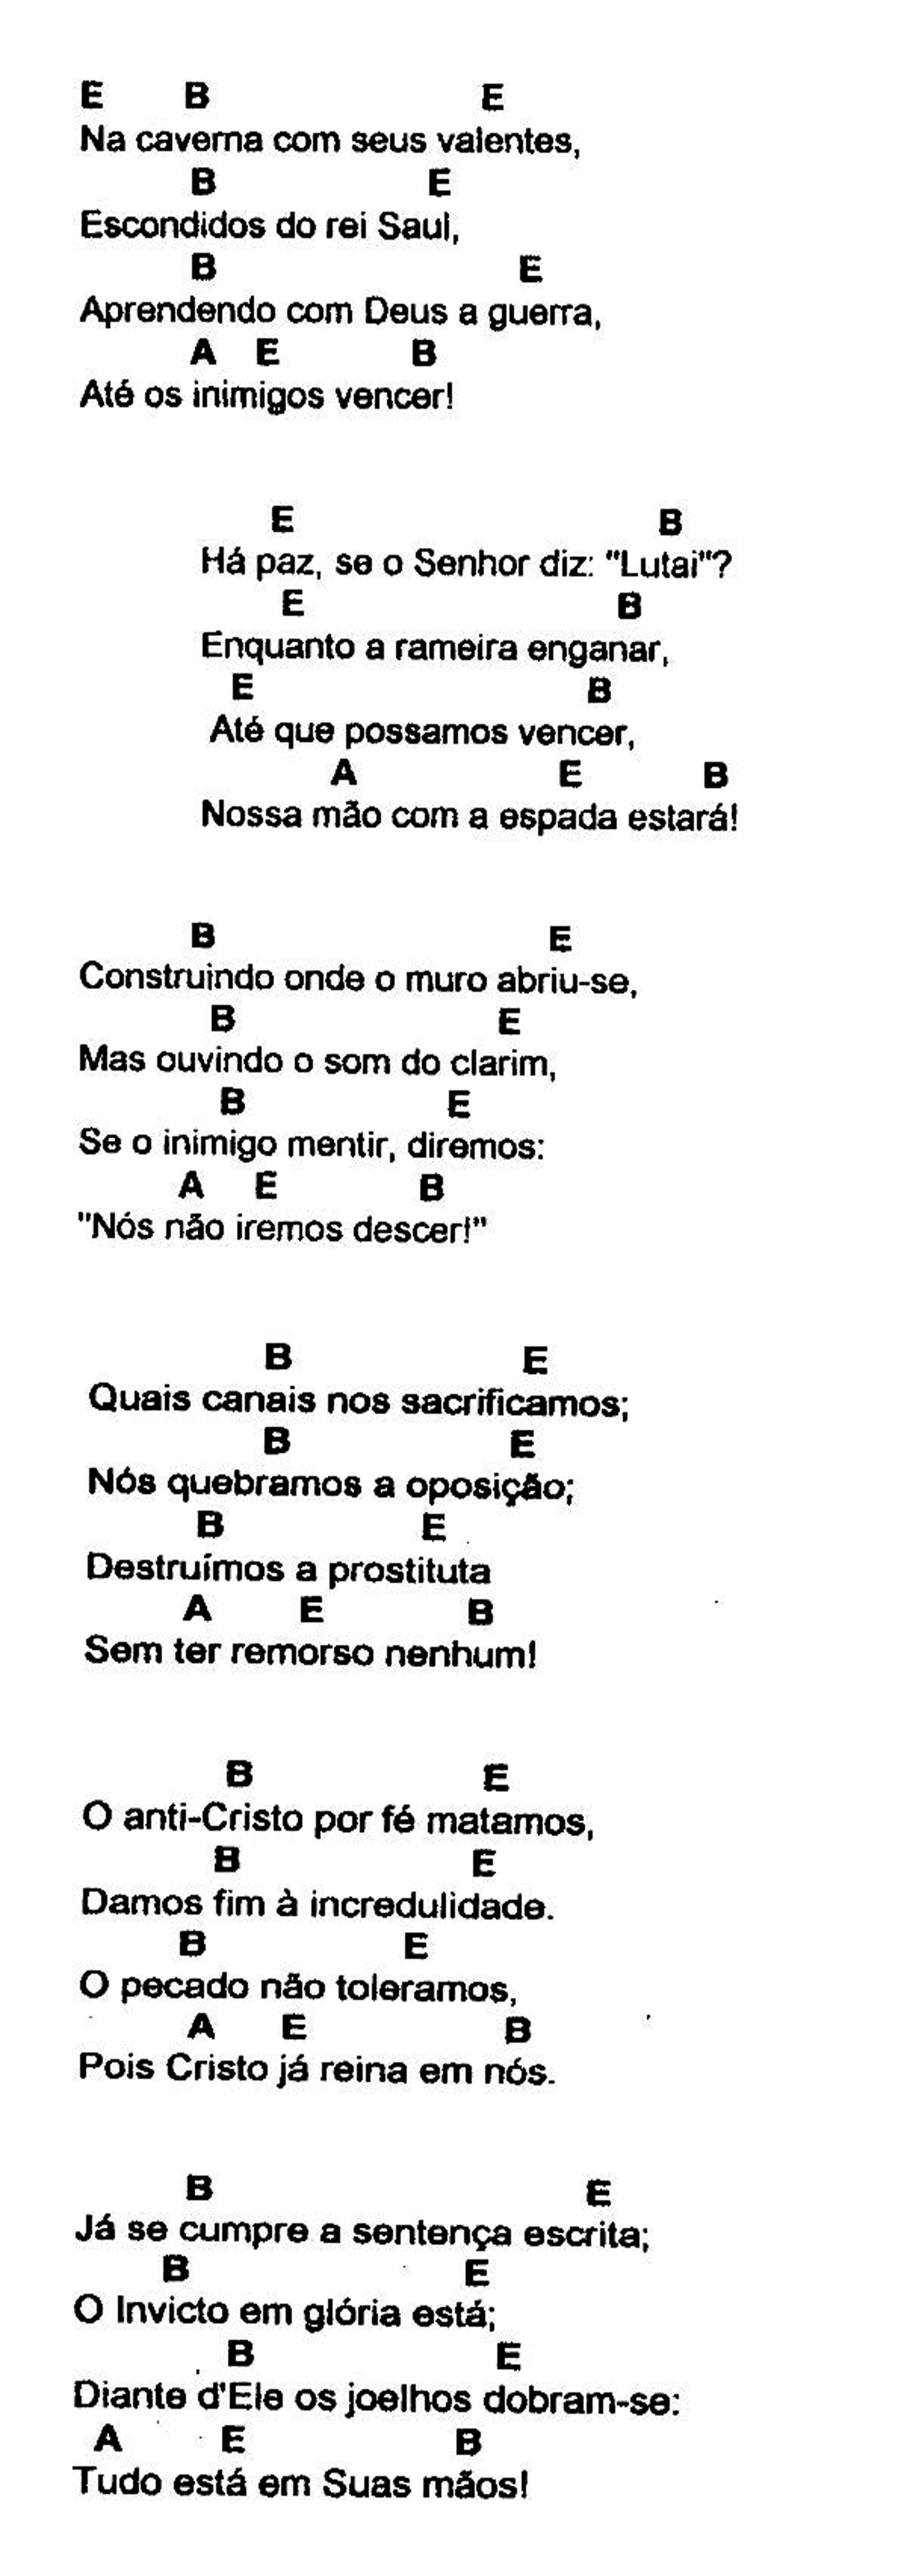 E B E
Na caverna com seus valentes,
B E
Escondidos do rei Saul,
B E
Aprendendo com Deus a guerra,
A E B
Até os inimigos vencer!
E B
Há paz, se o Senhor diz: "Lutai"?
E B
Enquanto a rameira enganar,
E B
Até que possamos vencer,
A E B
Nossa mão com a espada estará!
B E
Construindo onde o muro abriu-se,
B E
Mas ouvindo o som do clarim,
B E
Se o inimigo mentir, diremos:
A E B
"Nós não iremos descer!"
B E
Quais canais nos sacrificamos;
B E
Nós quebramos a oposição;
B E
Destruímos a prostituta
A E B
Sem ter remorso nenhum!
B E
O anti-Cristo por fé matamos,
B E
Damos fim à incredulidade.
B E
O pecado não toleramos,
A E B
Pois Cristo já reina em nós.
B E
Já se cumpre a sentença escrita;
B E
O Invicto em glória está;
B E
Diante d'Ele os joelhos dobram-se:
A E B
Tudo está em Suas mãos!